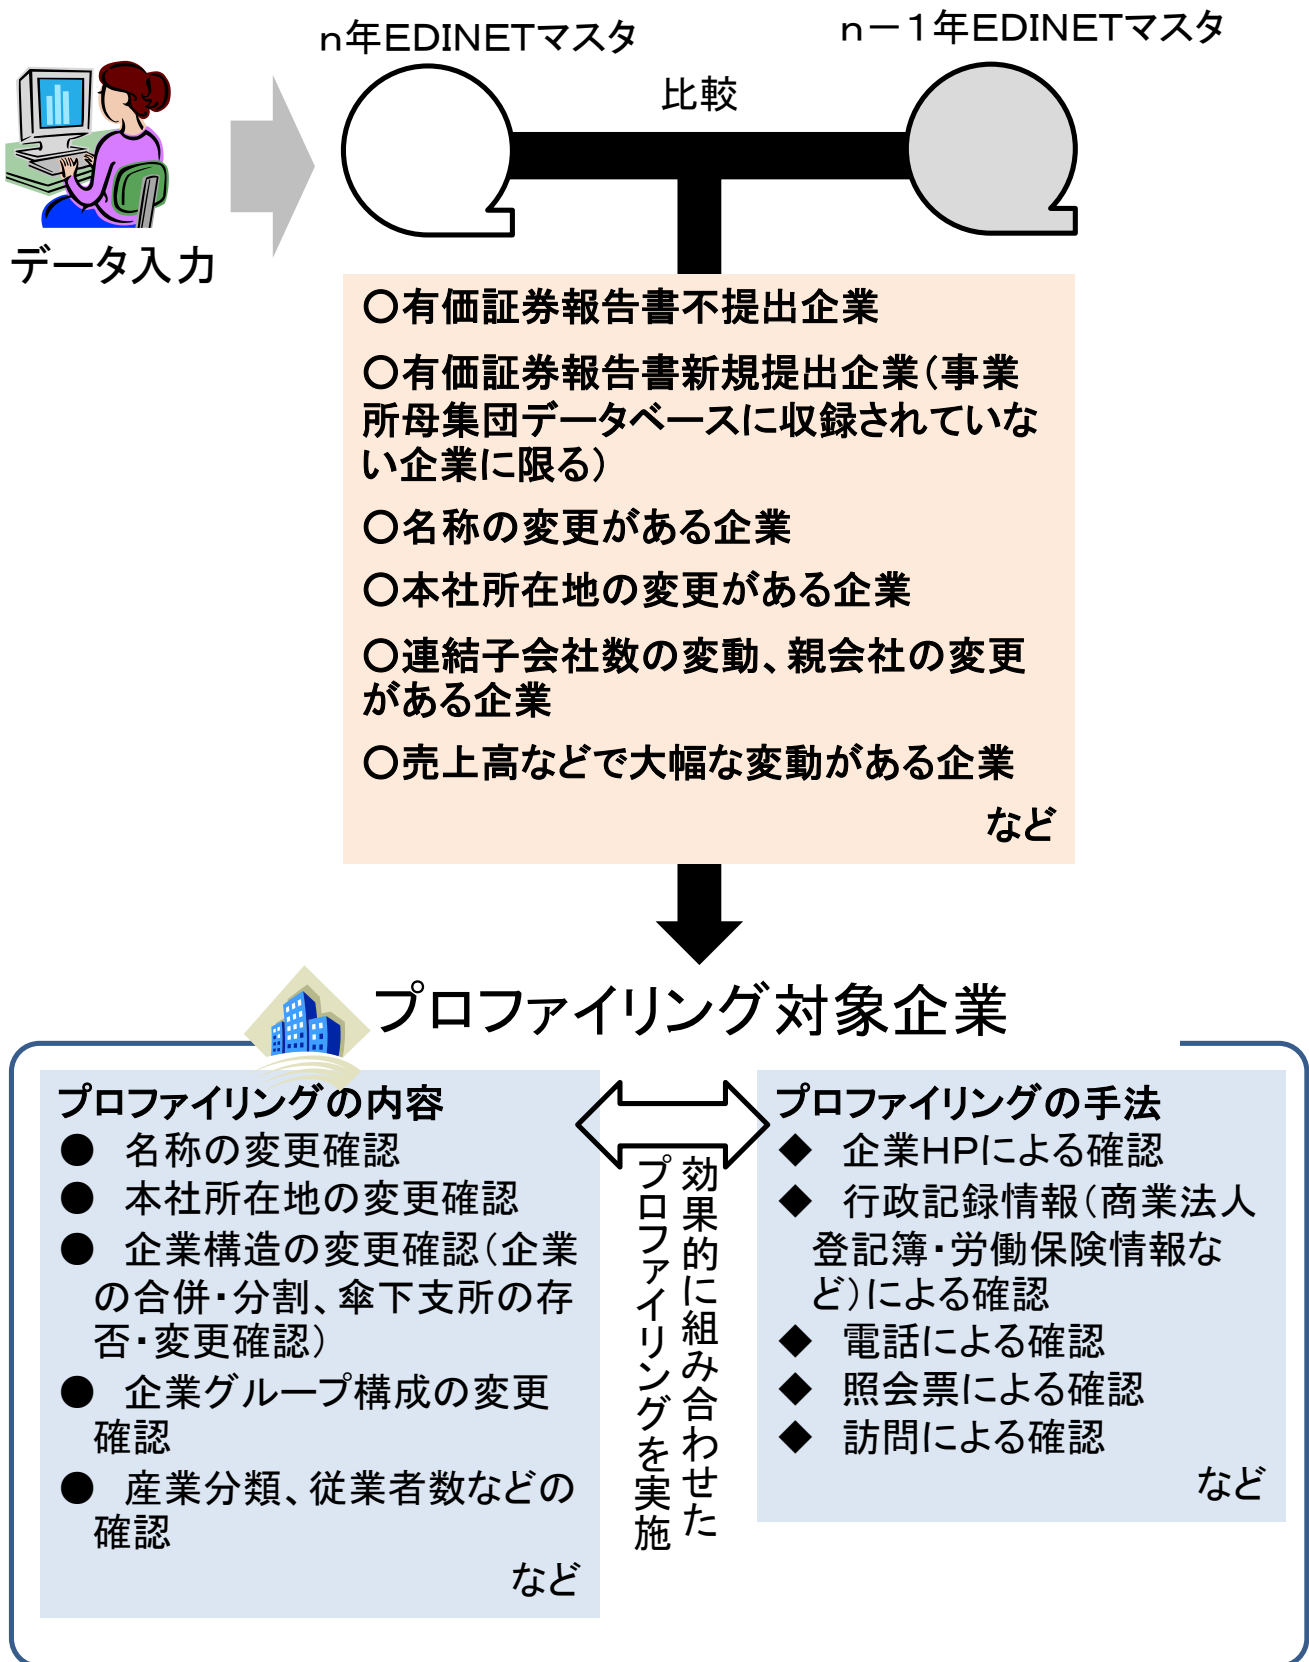 n年EDINETマスタ
n－1年EDINETマスタ
比較
データ入力
○有価証券報告書不提出企業
○有価証券報告書新規提出企業（事業
所母集団データベースに収録されていな
い企業に限る）
○名称の変更がある企業
○本社所在地の変更がある企業
○連結子会社数の変動、親会社の変更
がある企業
○売上高などで大幅な変動がある企業
など
プロファイリング対象企業
プロファイリングの内容
● 名称の変更確認
● 本社所在地の変更確認
● 企業構造の変更確認（企業
の合併・分割、傘下支所の存
否・変更確認）
● 企業グループ構成の変更
確認
● 産業分類、従業者数などの
確認
など
効果的に組み合わせた
プロファイリングを実施
プロファイリングの手法
◆ 企業HPによる確認
◆ 行政記録情報（商業法人
登記簿・労働保険情報な
ど）による確認
◆ 電話による確認
◆ 照会票による確認
◆ 訪問による確認
など